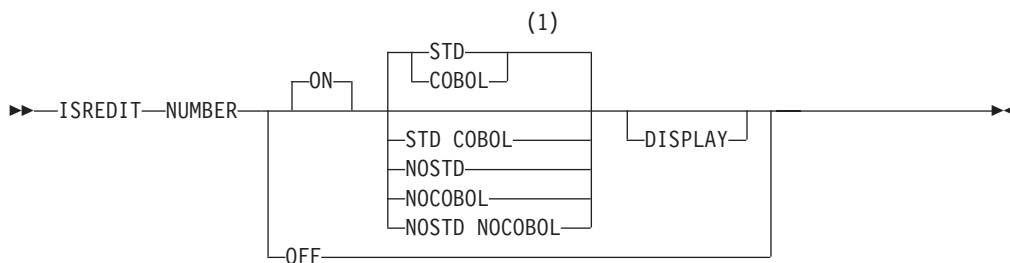 (1)
STD
ON COBOL
ISREDIT NUMBER
STD COBOL DISPLAY
NOSTD
NOCOBOL
NOSTD NOCOBOL
OFF